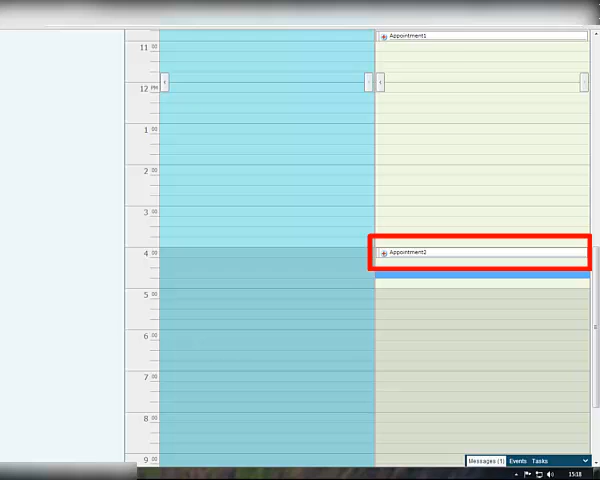 Appointment1
11 00
12 PM
1 00
2 00
3 00
4 00
Appointment2
5 00
6 00
7 00
8 00
9 00
Messages (1) Events Tasks
15:18